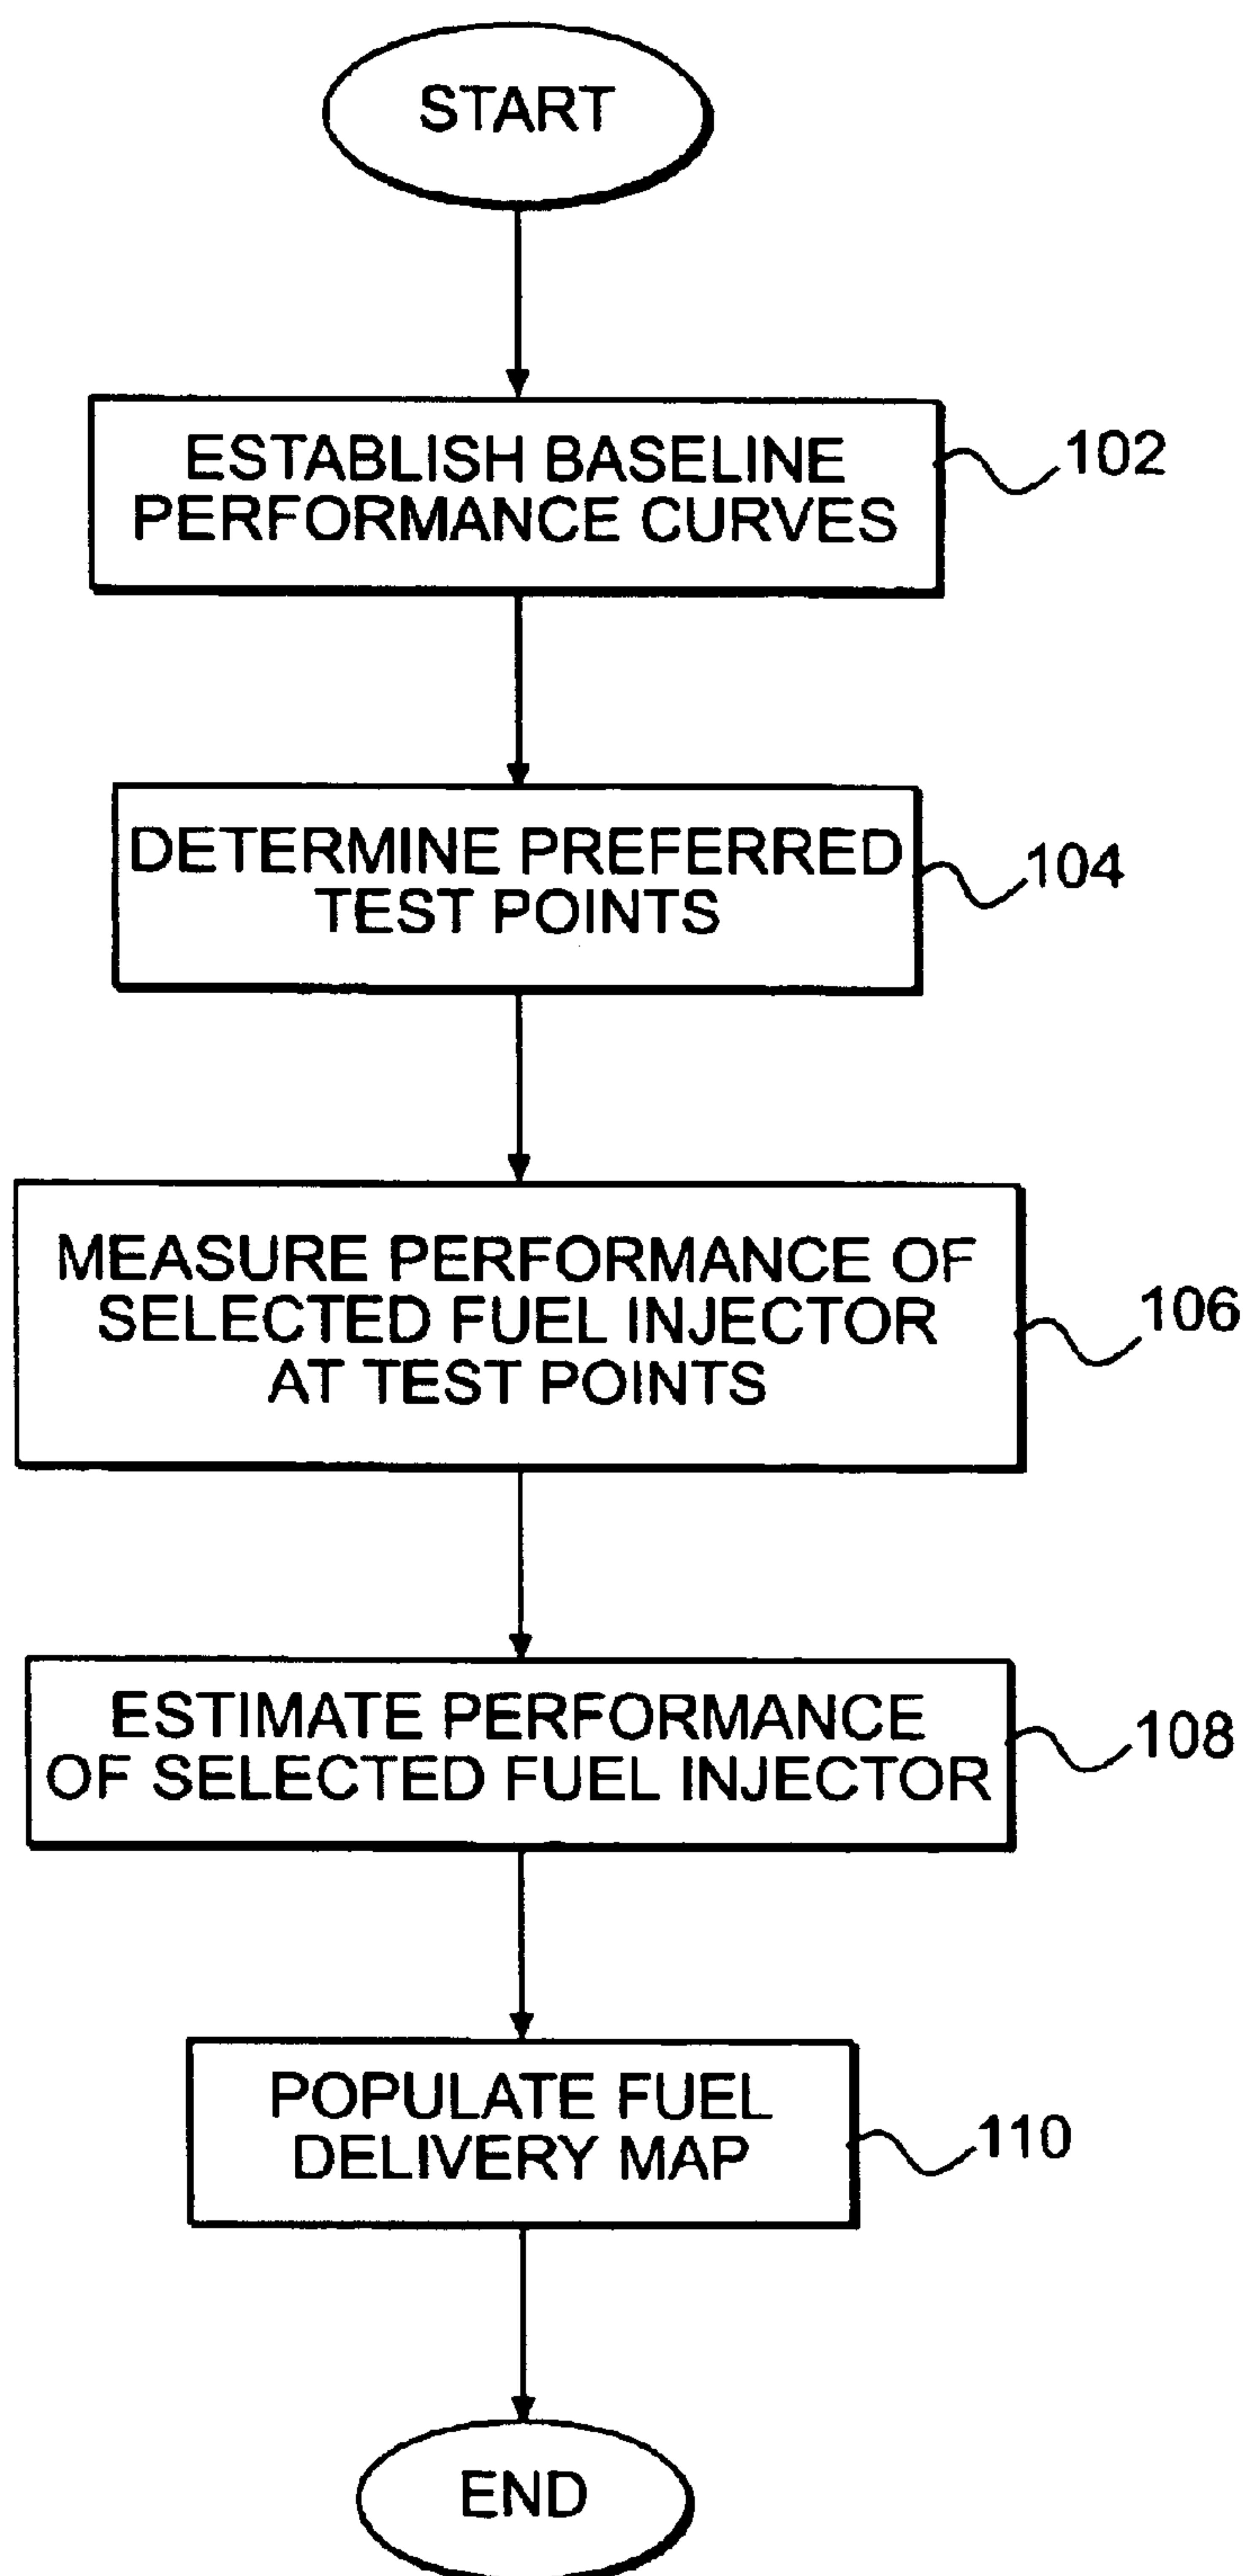 START
ESTABLISH BASELINE
PERFORMANCE CURVES
102
DETERMINE PREFERRED
TEST POINTS
104
MEASURE PERFORMANCE OF
SELECTED FUEL INJECTOR
AT TEST POINTS
106
ESTIMATE PERFORMANCE
OF SELECTED FUEL INJECTOR
108
POPULATE FUEL
DELIVERY MAP
110
END